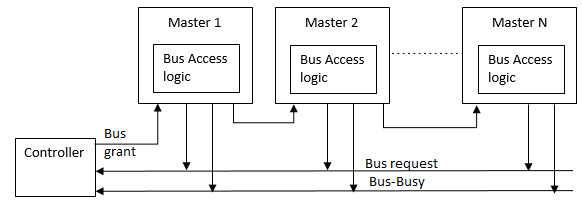 Master 1
Master 2
Master N
Bus Access
logic
Bus Access
logic
Bus Access
logic
Bus
grant
Controller
Bus request
Bus-Busy